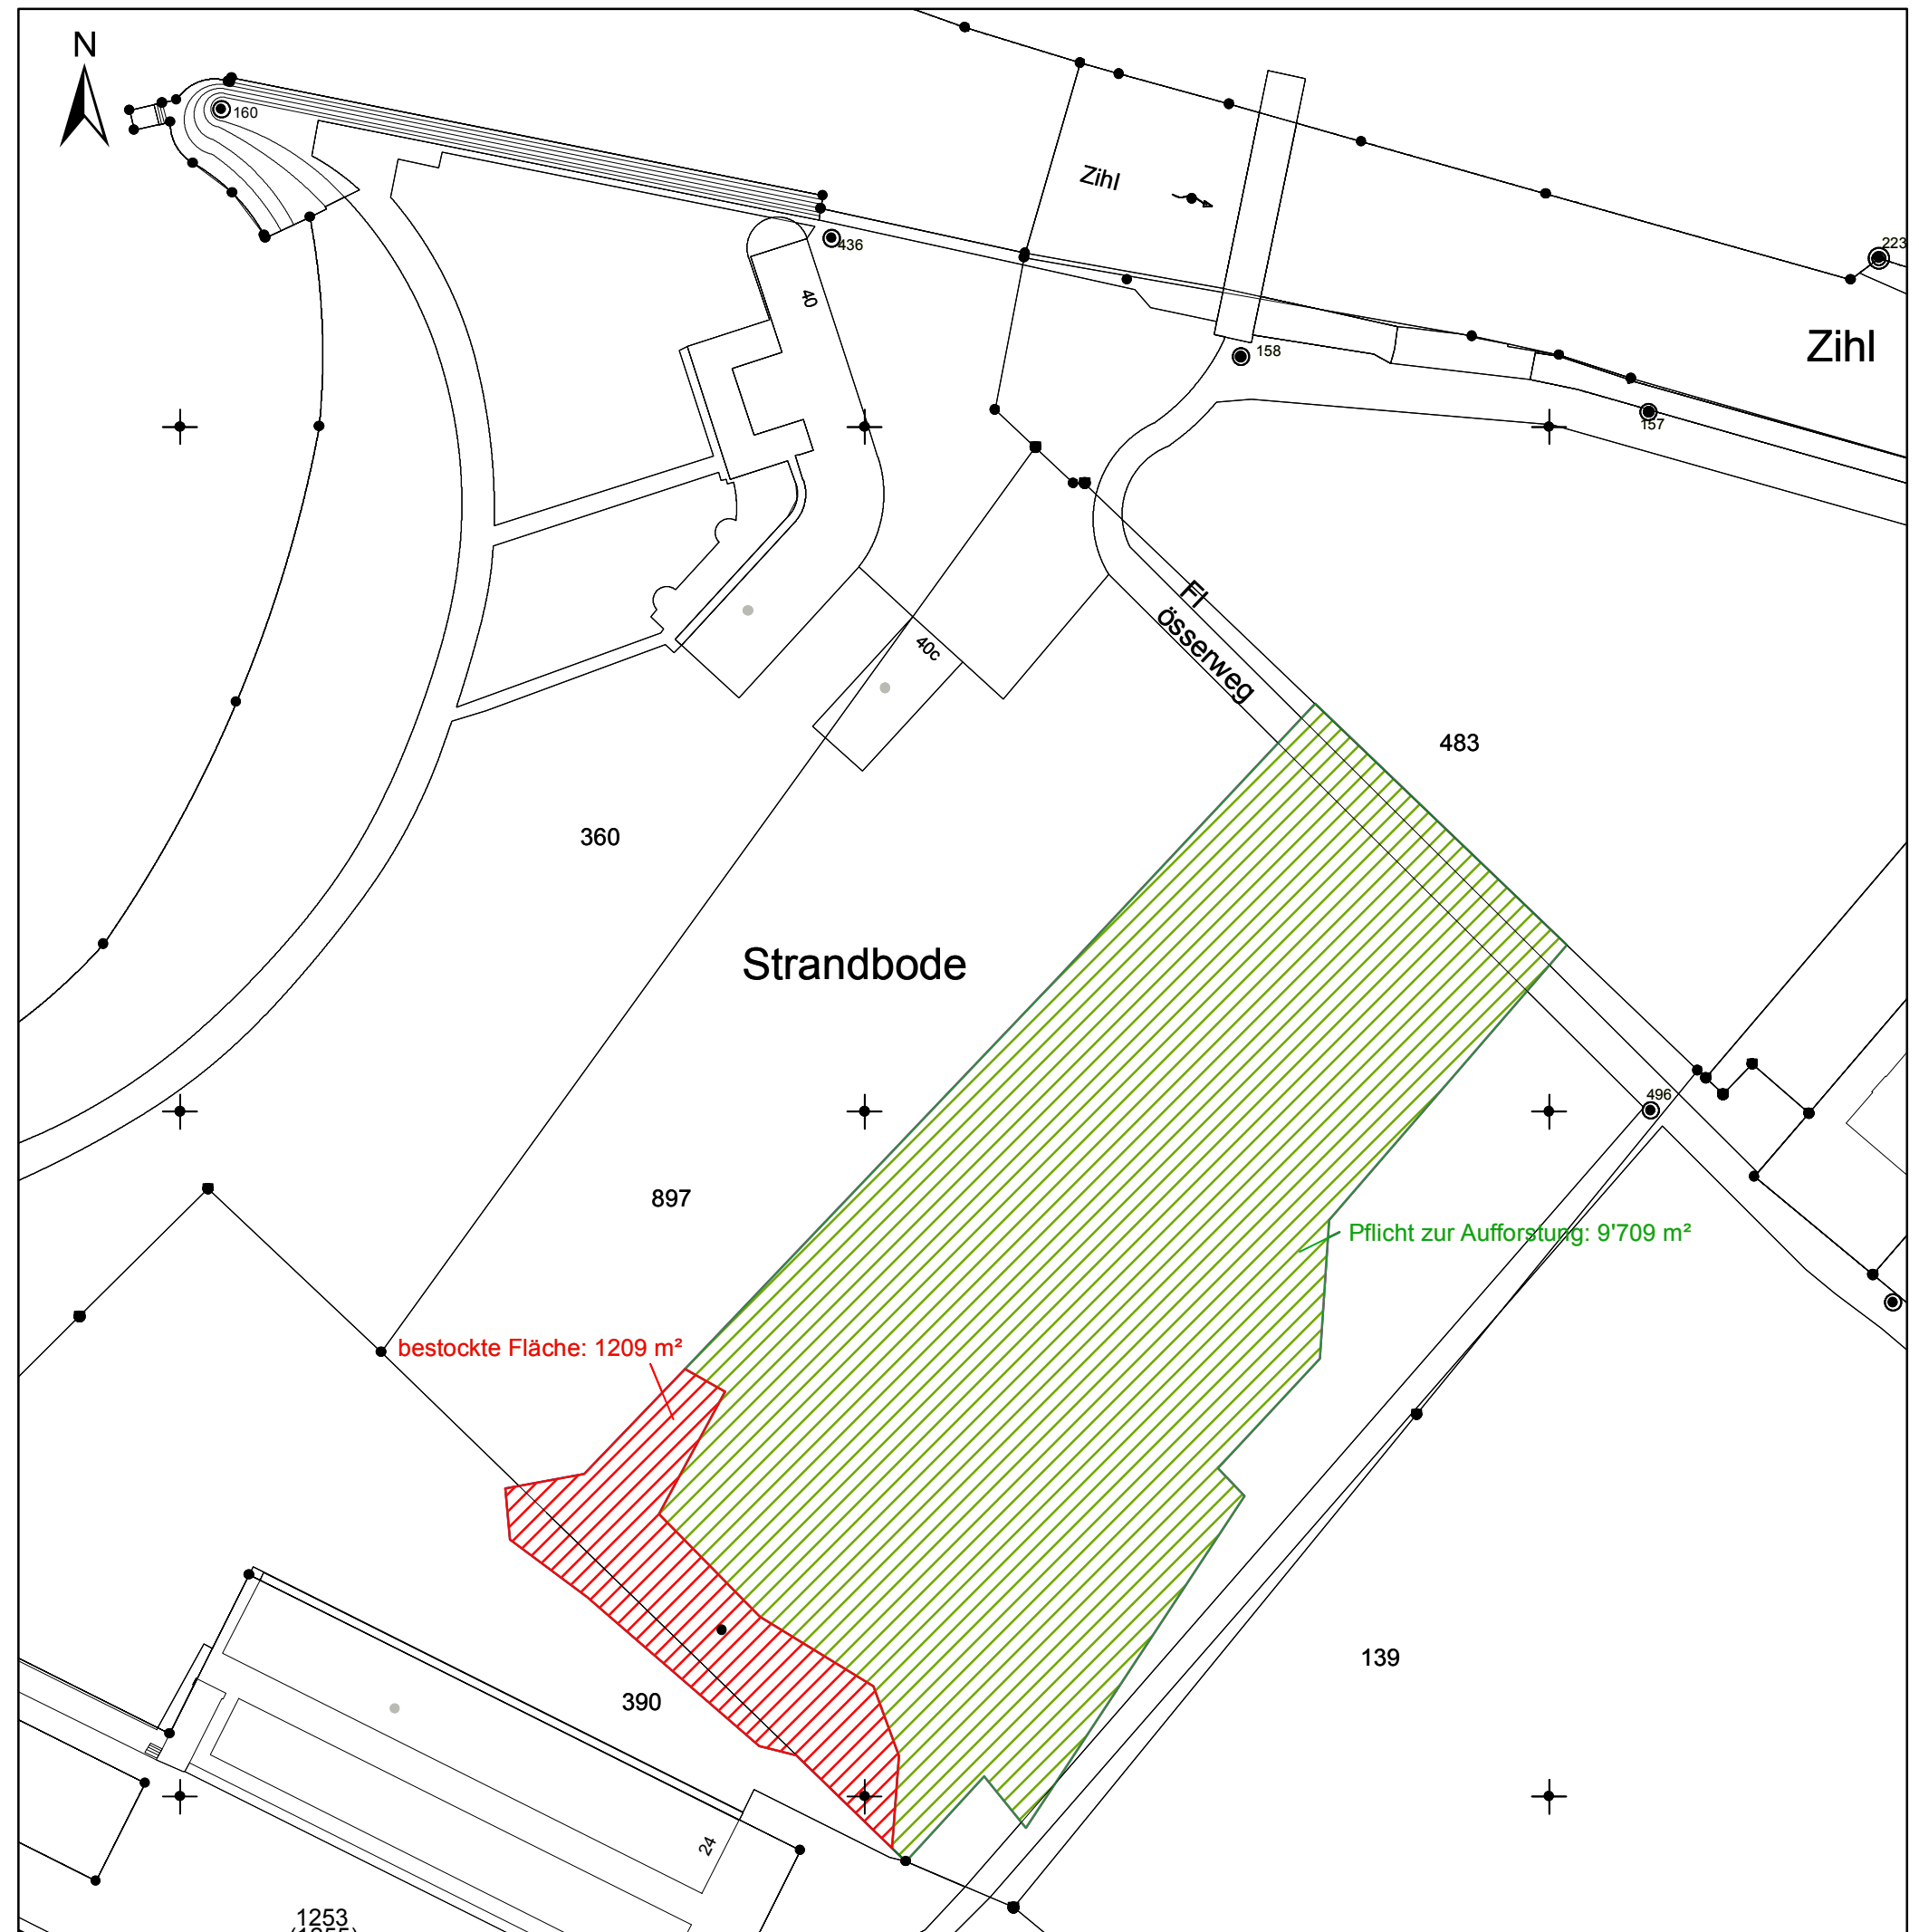 N
160
Zihl
223
436
40
Zihl
158
157
Fl
össerweg
40c
483
360
Strandbode
496
897
Pflicht zur Aufforstung: 9'709 m²
bestockte Fläche: 1209 m²
139
390
24
1253